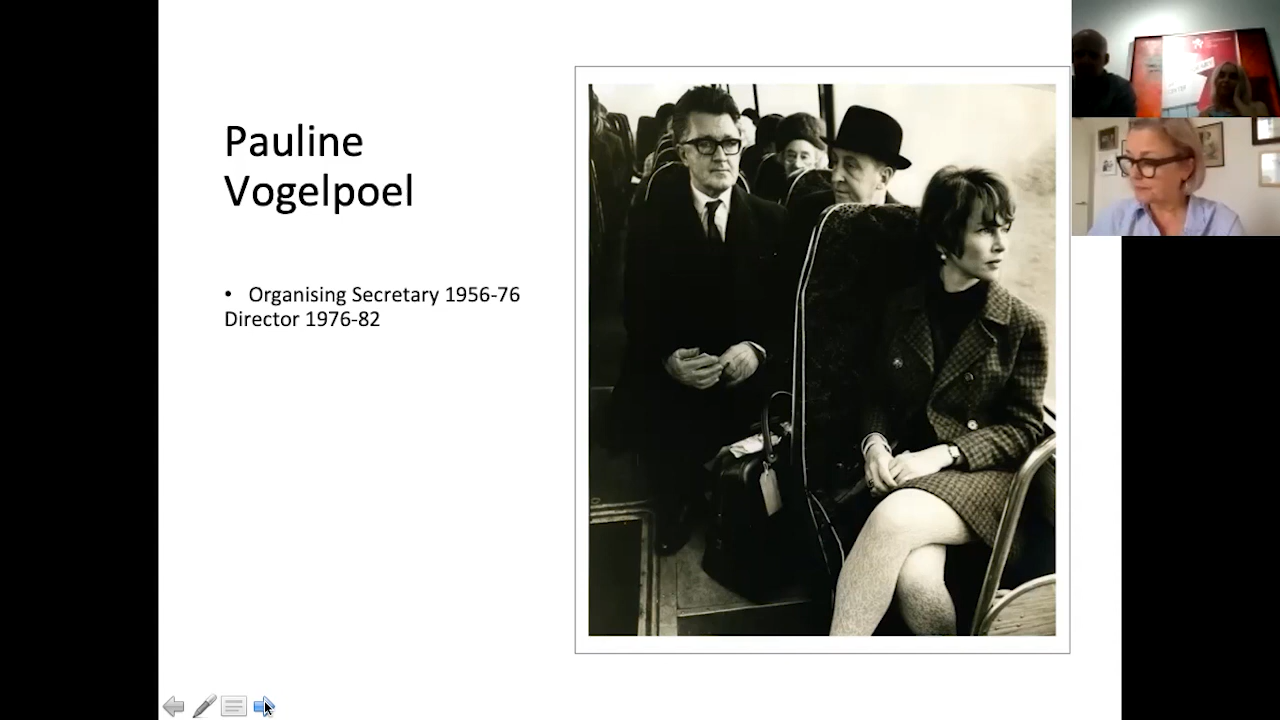 Pauline
Vogelpoel
• Organising Secretary 1956-76
Director 1976-82